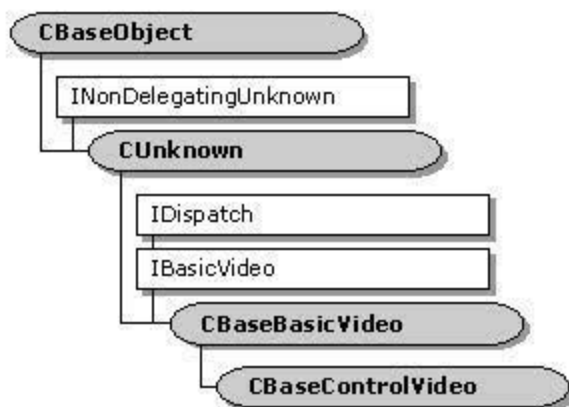 CBaseObject
INonDelegatingUnknown
CUnknown
IDispatch
IBasicVideo
CBaseBasicVideo
CBaseControlVideo